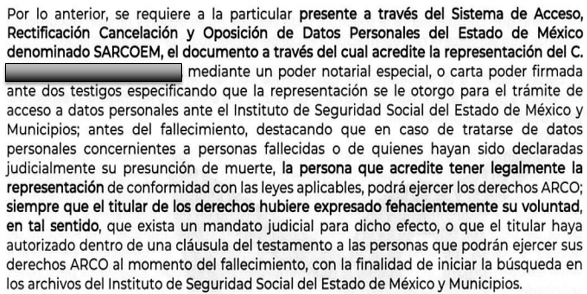 Por lo anterior, se requiere a la particular presente a través del Sistema de Acceso,
Rectificación Cancelación y Oposición de Datos Personales del Estado de México
denominado SARCOEM, el documento a través del cual acredite la representación del C.
, mediante un poder notarial especial, o carta poder firmada
ante dos testigos especificando que la representación se le otorgo para el trámite de
acceso a datos personales ante el Instituto de Seguridad Social del Estado de México y
Municipios; antes del fallecimiento, destacando que en caso de tratarse de datos
personales concernientes a personas fallecidas o de quienes hayan sido declaradas
judicialmente su presunción de muerte, la persona que acredite tener legalmente la
representación de conformidad con las leyes aplicables, podrá ejercer los derechos ARCO;
siempre que el titular de los derechos hubiere expresado fehacientemente su voluntad,
en tal sentido, que exista un mandato judicial para dicho efecto, o que el titular haya
autorizado dentro de una cláusula del testamento a las personas que podrán ejercer sus
derechos ARCO al momento del fallecimiento, con la finalidad de iniciar la búsqueda en
los archivos del Instituto de Seguridad Social del Estado de México y Municipios.